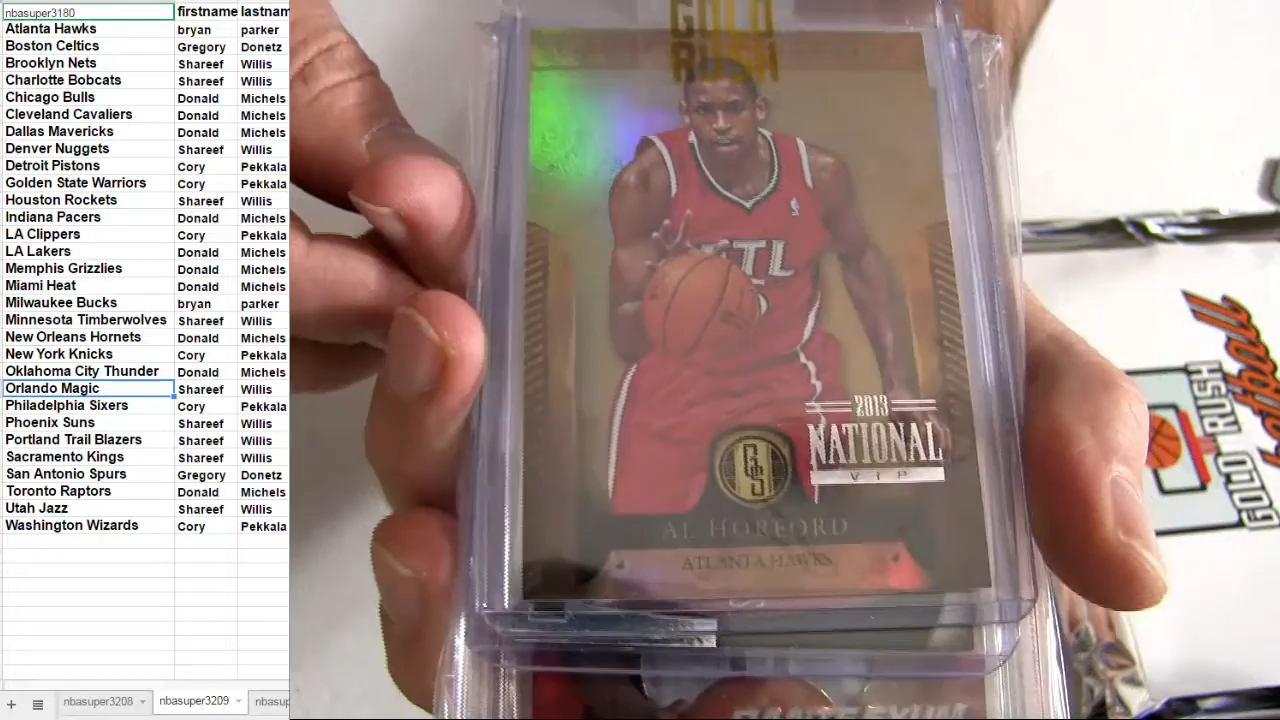 nbasuper3180 firstname lastnam
Atlanta Hawks bryan parker
Boston Celtics Gregory Donetz
Brooklyn Nets Shareef Willis
Charlotte Bobcats Shareef Willis
Chicago Bulls Donald Michels
Cleveland Cavaliers Donald Michels
Dallas Mavericks Donald Michels
Denver Nuggets Shareef Willis
Detroit Pistons Cory Pekkala
Golden State Warriors Cory Pekkala
Houston Rockets Shareef Willis
Indiana Pacers Donald Michels
LA Clippers Cory Pekkala
LA Lakers Donald Michels
Memphis Grizzlies Donald Michels
Miami Heat Donald Michels
Milwaukee Bucks bryan parker
Minnesota Timberwolves Shareef Willis
New Orleans Hornets Donald Michels
New York Knicks Cory Pekkala
Oklahoma City Thunder Donald Michels
Orlando Magic Shareef Willis
Philadelphia Sixers Cory Pekkala
Phoenix Suns Shareef Willis
Portland Trail Blazers Shareef Willis
Sacramento Kings Shareef Willis
San Antonio Spurs Gregory Donetz
Toronto Raptors Donald Michels
Utah Jazz Shareef Willis
Washington Wizards Cory Pekkala
nbasuper3208 nbasuper3209 nbasup
GOLD
RUSH
ATL
2013
NATIONAL
VIP
GS
AL HORFORD
ATLANTA HAWKS
GOLD RUSH